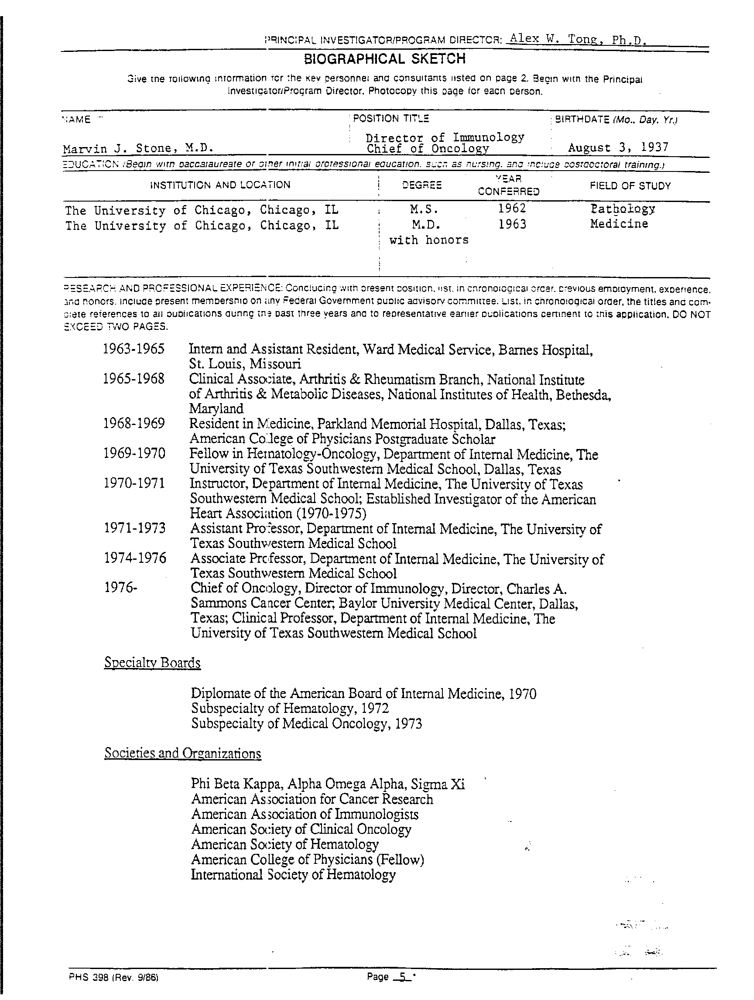 PRINCIPAL INVESTIGATOR/PROGRAM DIRECTOR: Alex W. Tong, Ph.D.
BIOGRAPHICAL SKETCH
Give the following information for the key personnel and consultants listed on page 2. Begin with the Principal
Investigator/Program Director. Photocopy this page for each person.
NAME POSITION TITLE BIRTHDATE (Mo., Day, Yr.)
Director of Immunology
Marvin J. Stone, M.D. Chief of Oncology August 3, 1937
EDUCATION (Begin with baccalaureate or other initial professional education, such as nursing, and include postdoctoral training.)
INSTITUTION AND LOCATION DEGREE YEAR CONFERRED FIELD OF STUDY
The University of Chicago, Chicago, IL M.S. 1962 Pathology
The University of Chicago, Chicago, IL M.D. 1963 Medicine
with honors
RESEARCH AND PROFESSIONAL EXPERIENCE: Concluding with present position, list, in chronological order, previous employment, experience,
and honors. Include present membership on any Federal Government public advisory committee. List, in chronological order, the titles and com-
plete references to all publications during the past three years and to representative earlier publications pertinent to this application. DO NOT
EXCEED TWO PAGES.
1963-1965 Intern and Assistant Resident, Ward Medical Service, Barnes Hospital,
St. Louis, Missouri
1965-1968 Clinical Associate, Arthritis & Rheumatism Branch, National Institute
of Arthritis & Metabolic Diseases, National Institutes of Health, Bethesda,
Maryland
1968-1969 Resident in Medicine, Parkland Memorial Hospital, Dallas, Texas;
American College of Physicians Postgraduate Scholar
1969-1970 Fellow in Hematology-Oncology, Department of Internal Medicine, The
University of Texas Southwestern Medical School, Dallas, Texas
1970-1971 Instructor, Department of Internal Medicine, The University of Texas
Southwestern Medical School; Established Investigator of the American
Heart Association (1970-1975)
1971-1973 Assistant Professor, Department of Internal Medicine, The University of
Texas Southwestern Medical School
1974-1976 Associate Professor, Department of Internal Medicine, The University of
Texas Southwestern Medical School
1976- Chief of Oncology, Director of Immunology, Director, Charles A.
Sammons Cancer Center; Baylor University Medical Center, Dallas,
Texas; Clinical Professor, Department of Internal Medicine, The
University of Texas Southwestern Medical School
Specialty Boards
Diplomate of the American Board of Internal Medicine, 1970
Subspecialty of Hematology, 1972
Subspecialty of Medical Oncology, 1973
Societies and Organizations
Phi Beta Kappa, Alpha Omega Alpha, Sigma Xi
American Association for Cancer Research
American Association of Immunologists
American Society of Clinical Oncology
American Society of Hematology
American College of Physicians (Fellow)
International Society of Hematology
PHS 398 (Rev. 9/86) Page 5